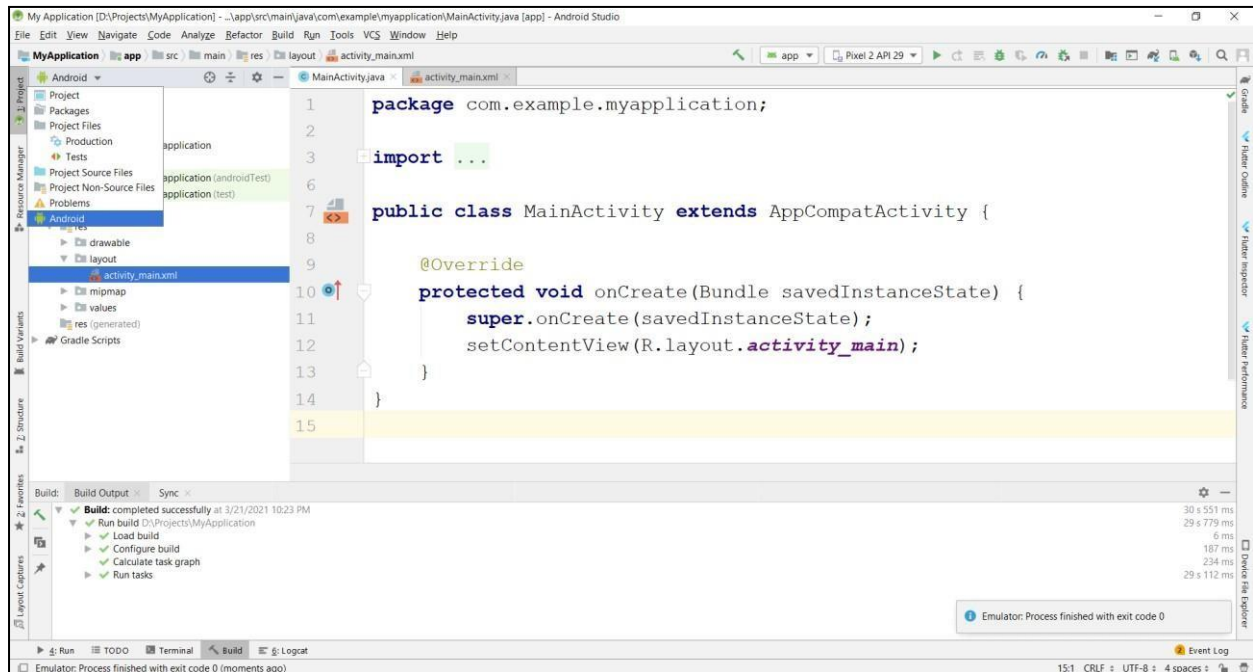 My Application [D:\Projects\MyApplication] - ...\app\src\main\java\com\example\myapplication\MainActivity.java [app] - Android Studio
File Edit View Navigate Code Analyze Refactor Build Run Tools VCS Window Help
MyApplication app src main res layout activity_main.xml app Pixel 2 API 29
Android MainActivity.java activity_main.xml
Project
Packages
Project Files
Production
Tests
Project Source Files
Project Non-Source Files
Problems
Android
application
application (androidTest)
application (test)
res
drawable
layout
activity_main.xml
mipmap
values
res (generated)
Gradle Scripts
1 package com.example.myapplication;
2
3 import ...
6
7 public class MainActivity extends AppCompatActivity {
8
9 @Override
10 protected void onCreate(Bundle savedInstanceState) {
11 super.onCreate(savedInstanceState);
12 setContentView(R.layout.activity_main);
13 }
14 }
15
1: Project
Resource Manager
Build Variants
Z: Structure
2: Favorites
Layout Captures
Gradle
Flutter Outline
Flutter Inspector
Flutter Performance
Device File Explorer
Build: Build Output Sync
Build: completed successfully at 3/21/2021 10:23 PM 30 s 551 ms
Run build D:\Projects\MyApplication 29 s 779 ms
Load build 6 ms
Configure build 187 ms
Calculate task graph 234 ms
Run tasks 29 s 112 ms
Emulator: Process finished with exit code 0
4: Run TODO Terminal Build 6: Logcat Event Log
Emulator: Process finished with exit code 0 (moments ago) 15:1 CRLF UTF-8 4 spaces